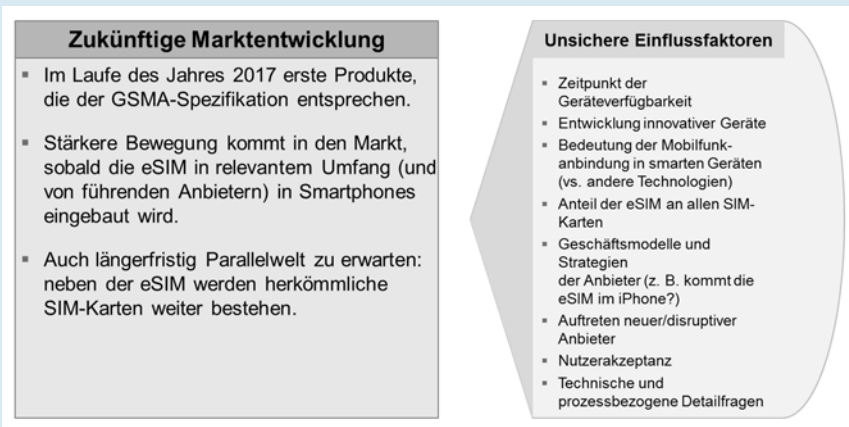 Zukünftige Marktentwicklung
▪ Im Laufe des Jahres 2017 erste Produkte,
die der GSMA-Spezifikation entsprechen.
▪ Stärkere Bewegung kommt in den Markt,
sobald die eSIM in relevantem Umfang (und
von führenden Anbietern) in Smartphones
eingebaut wird.
▪ Auch längerfristig Parallelwelt zu erwarten:
neben der eSIM werden herkömmliche
SIM-Karten weiter bestehen.
Unsichere Einflussfaktoren
▪ Zeitpunkt der
Geräteverfügbarkeit
▪ Entwicklung innovativer Geräte
▪ Bedeutung der Mobilfunk-
anbindung in smarten Geräten
(vs. andere Technologien)
▪ Anteil der eSIM an allen SIM-
Karten
▪ Geschäftsmodelle und
Strategien
der Anbieter (z. B. kommt die
eSIM im iPhone?)
▪ Auftreten neuer/disruptiver
Anbieter
▪ Nutzerakzeptanz
▪ Technische und
prozessbezogene Detailfragen